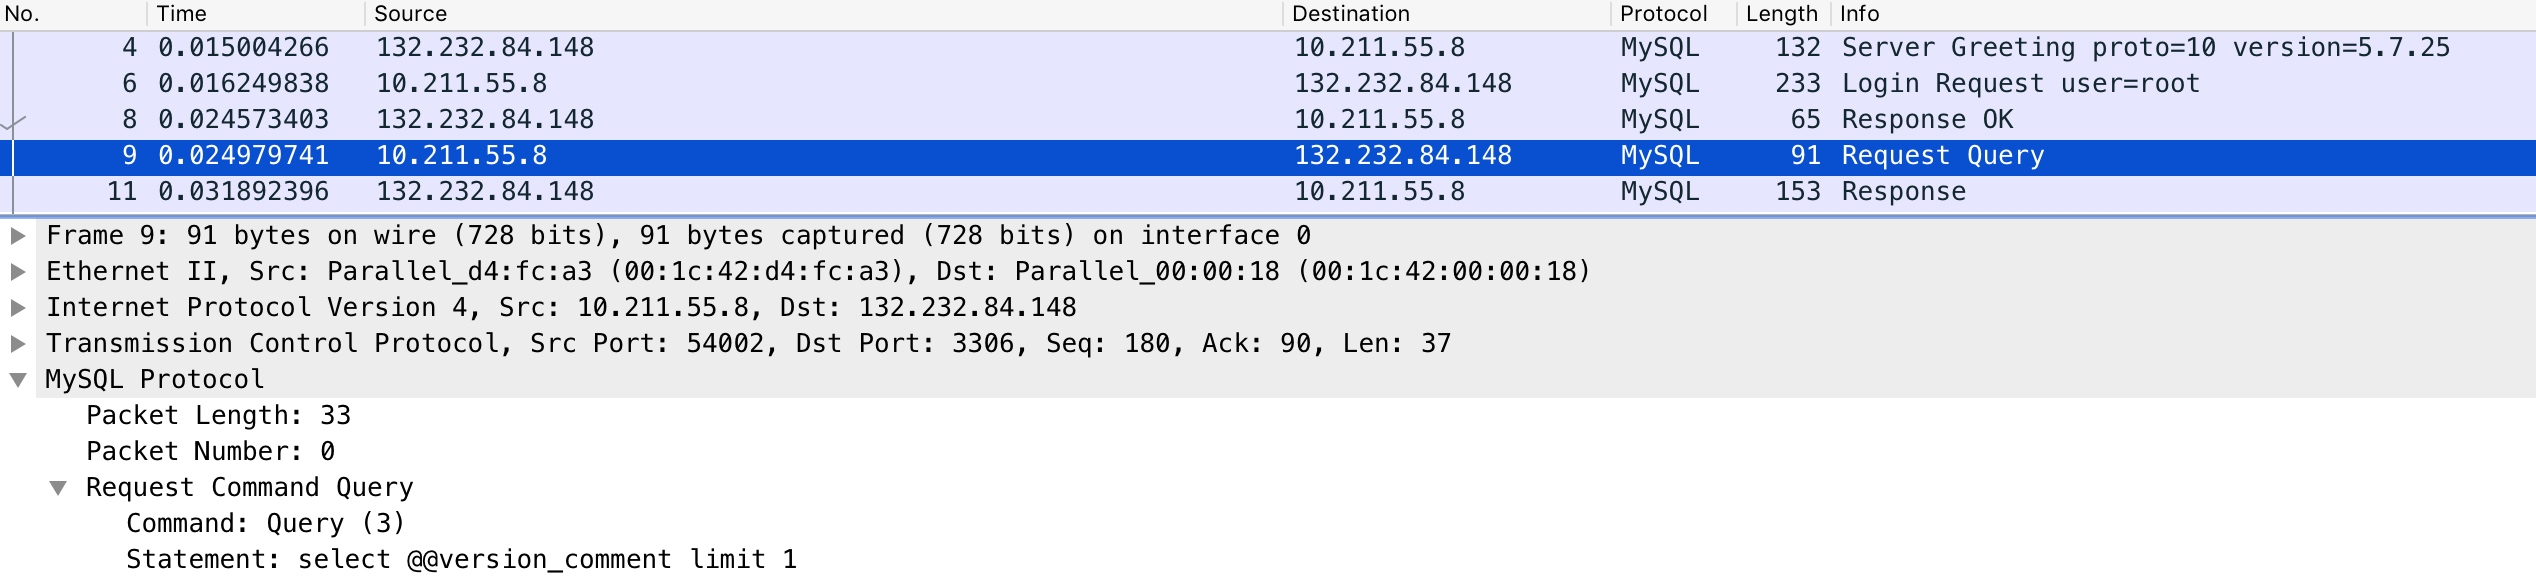 No. Time Source Destination Protocol Length Info
4 0.015004266 132.232.84.148 10.211.55.8 MySQL 132 Server Greeting proto=10 version=5.7.25
6 0.016249838 10.211.55.8 132.232.84.148 MySQL 233 Login Request user=root
8 0.024573403 132.232.84.148 10.211.55.8 MySQL 65 Response OK
9 0.024979741 10.211.55.8 132.232.84.148 MySQL 91 Request Query
11 0.031892396 132.232.84.148 10.211.55.8 MySQL 153 Response
Frame 9: 91 bytes on wire (728 bits), 91 bytes captured (728 bits) on interface 0
Ethernet II, Src: Parallel_d4:fc:a3 (00:1c:42:d4:fc:a3), Dst: Parallel_00:00:18 (00:1c:42:00:00:18)
Internet Protocol Version 4, Src: 10.211.55.8, Dst: 132.232.84.148
Transmission Control Protocol, Src Port: 54002, Dst Port: 3306, Seq: 180, Ack: 90, Len: 37
MySQL Protocol
Packet Length: 33
Packet Number: 0
Request Command Query
Command: Query (3)
Statement: select @@version_comment limit 1